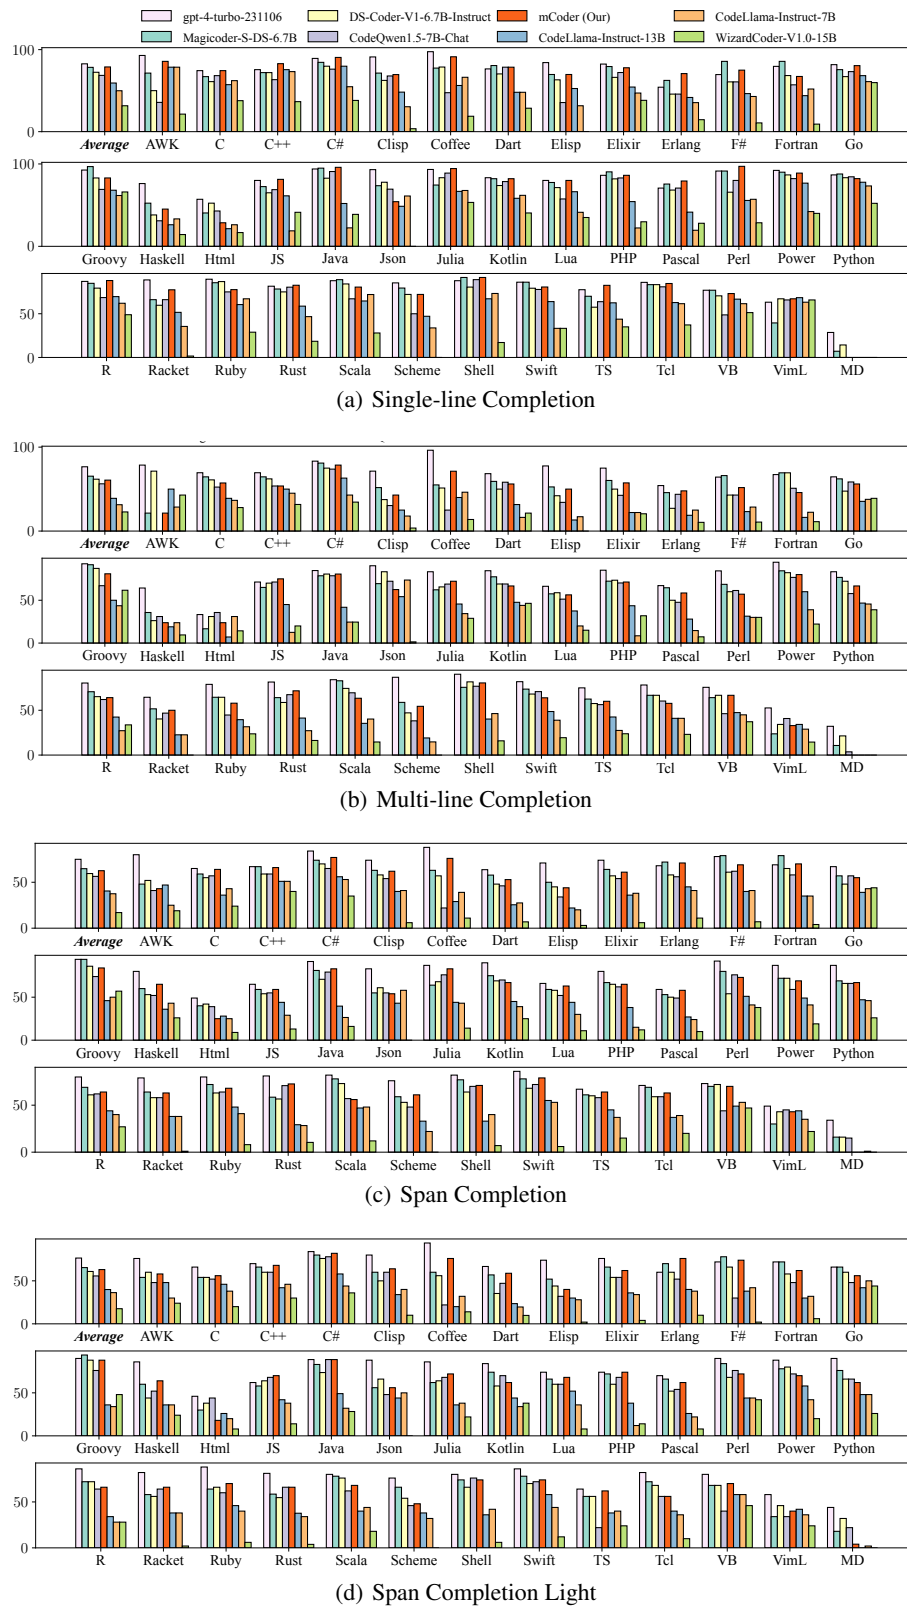 gpt-4-turbo-231106 DS-Coder-V1-6.7B-Instruct mCoder (Our) CodeLlama-Instruct-7B
Magicoder-S-DS-6.7B CodeQwen1.5-7B-Chat CodeLlama-Instruct-13B WizardCoder-V1.0-15B
100
0
Average AWK C C++ C# Clisp Coffee Dart Elisp Elixir Erlang F# Fortran Go
100
0
Groovy Haskell Html JS Java Json Julia Kotlin Lua PHP Pascal Perl Power Python
50
0
R Racket Ruby Rust Scala Scheme Shell Swift TS Tcl VB VimL MD
(a) Single-line Completion
100
0
Average AWK C C++ C# Clisp Coffee Dart Elisp Elixir Erlang F# Fortran Go
50
0
Groovy Haskell Html JS Java Json Julia Kotlin Lua PHP Pascal Perl Power Python
50
0
R Racket Ruby Rust Scala Scheme Shell Swift TS Tcl VB VimL MD
(b) Multi-line Completion
50
Average AWK C C++ C# Clisp Coffee Dart Elisp Elixir Erlang F# Fortran Go
50
0
Groovy Haskell Html JS Java Json Julia Kotlin Lua PHP Pascal Perl Power Python
50
0
R Racket Ruby Rust Scala Scheme Shell Swift TS Tcl VB VimL MD
(c) Span Completion
50
Average AWK C C++ C# Clisp Coffee Dart Elisp Elixir Erlang F# Fortran Go
50
0
Groovy Haskell Html JS Java Json Julia Kotlin Lua PHP Pascal Perl Power Python
50
0
R Racket Ruby Rust Scala Scheme Shell Swift TS Tcl VB VimL MD
(d) Span Completion Light